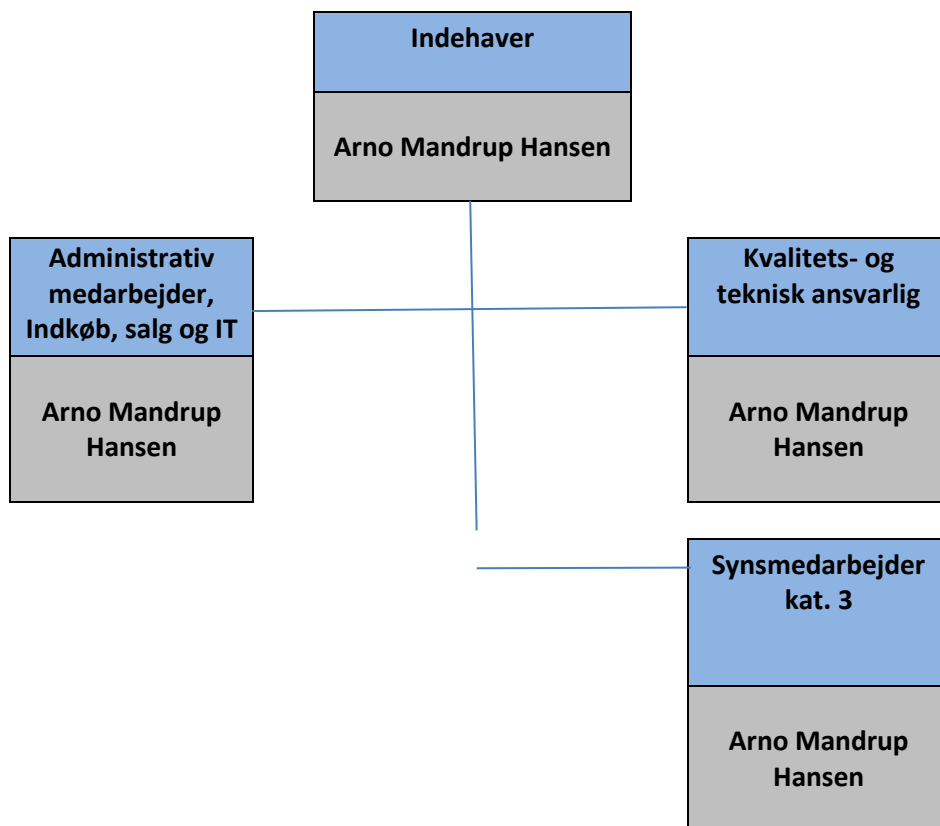 Indehaver
Arno Mandrup Hansen
Administrativ
medarbejder,
Indkøb, salg og IT
Arno Mandrup
Hansen
Kvalitets- og
teknisk ansvarlig
Arno Mandrup
Hansen
Synsmedarbejder
kat. 3
Arno Mandrup
Hansen